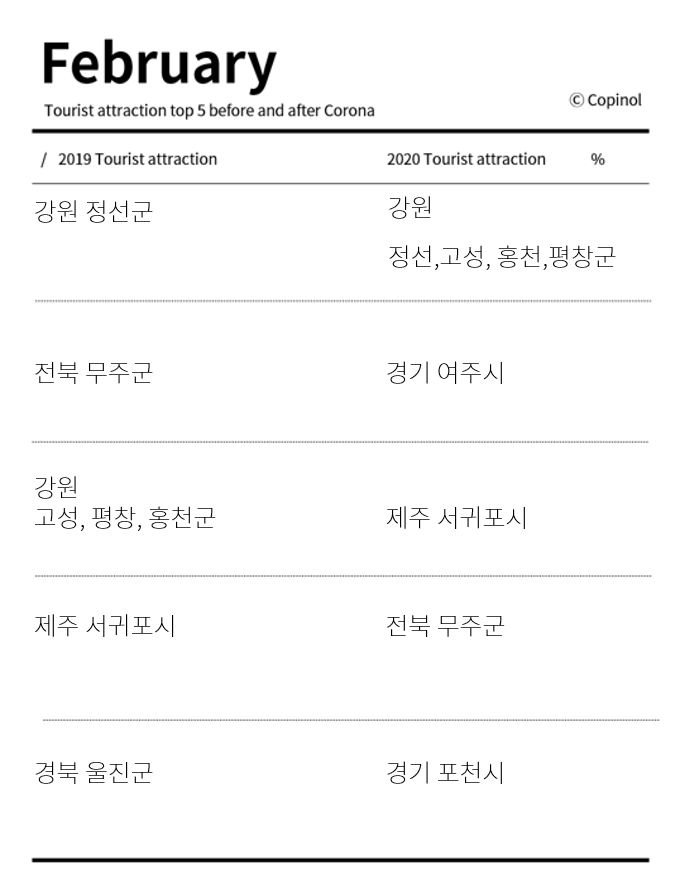 February
Tourist attraction top 5 before and after Corona
© Copinol
/ 2019 Tourist attraction
2020 Tourist attraction %
강원 정선군
강원
정선,고성, 홍천,평창군
전북 무주군
경기 여주시
강원
고성, 평창, 홍천군
제주 서귀포시
제주 서귀포시
전북 무주군
경북 울진군
경기 포천시